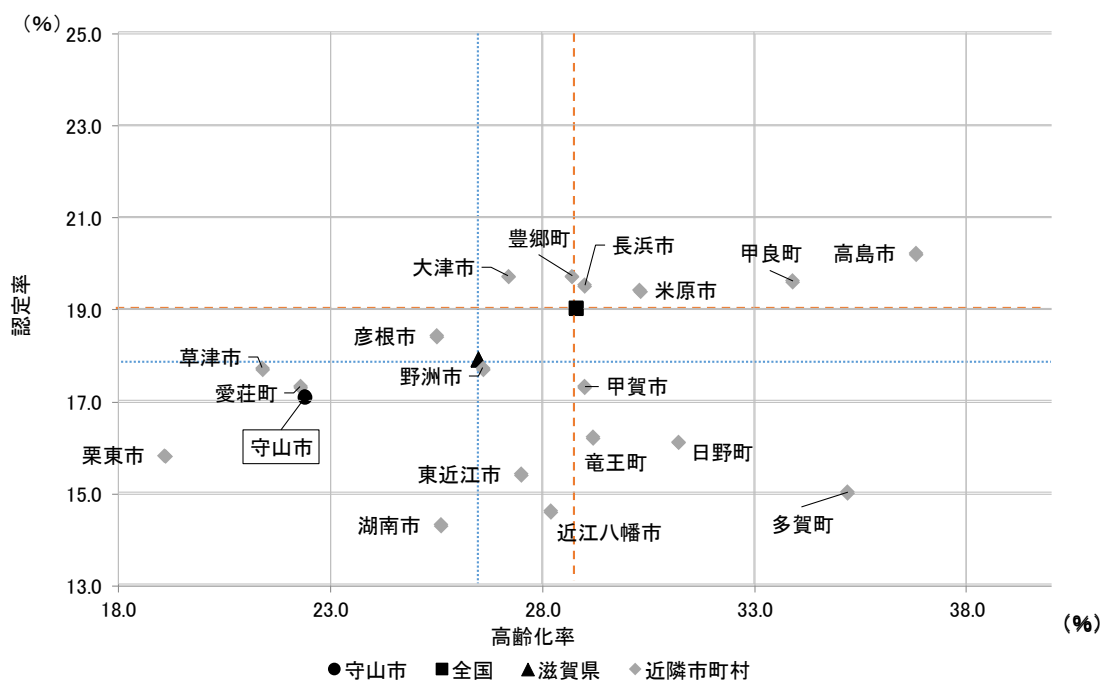 (%)
25.0
23.0
21.0
19.0
17.0
15.0
13.0
認定率
豊郷町
長浜市
大津市
甲良町
高島市
米原市
彦根市
草津市
野洲市
愛荘町
甲賀市
守山市
栗東市
竜王町
日野町
東近江市
湖南市
近江八幡市
多賀町
18.0 23.0 28.0 33.0 38.0
高齢化率
(%)
守山市 全国 滋賀県 近隣市町村